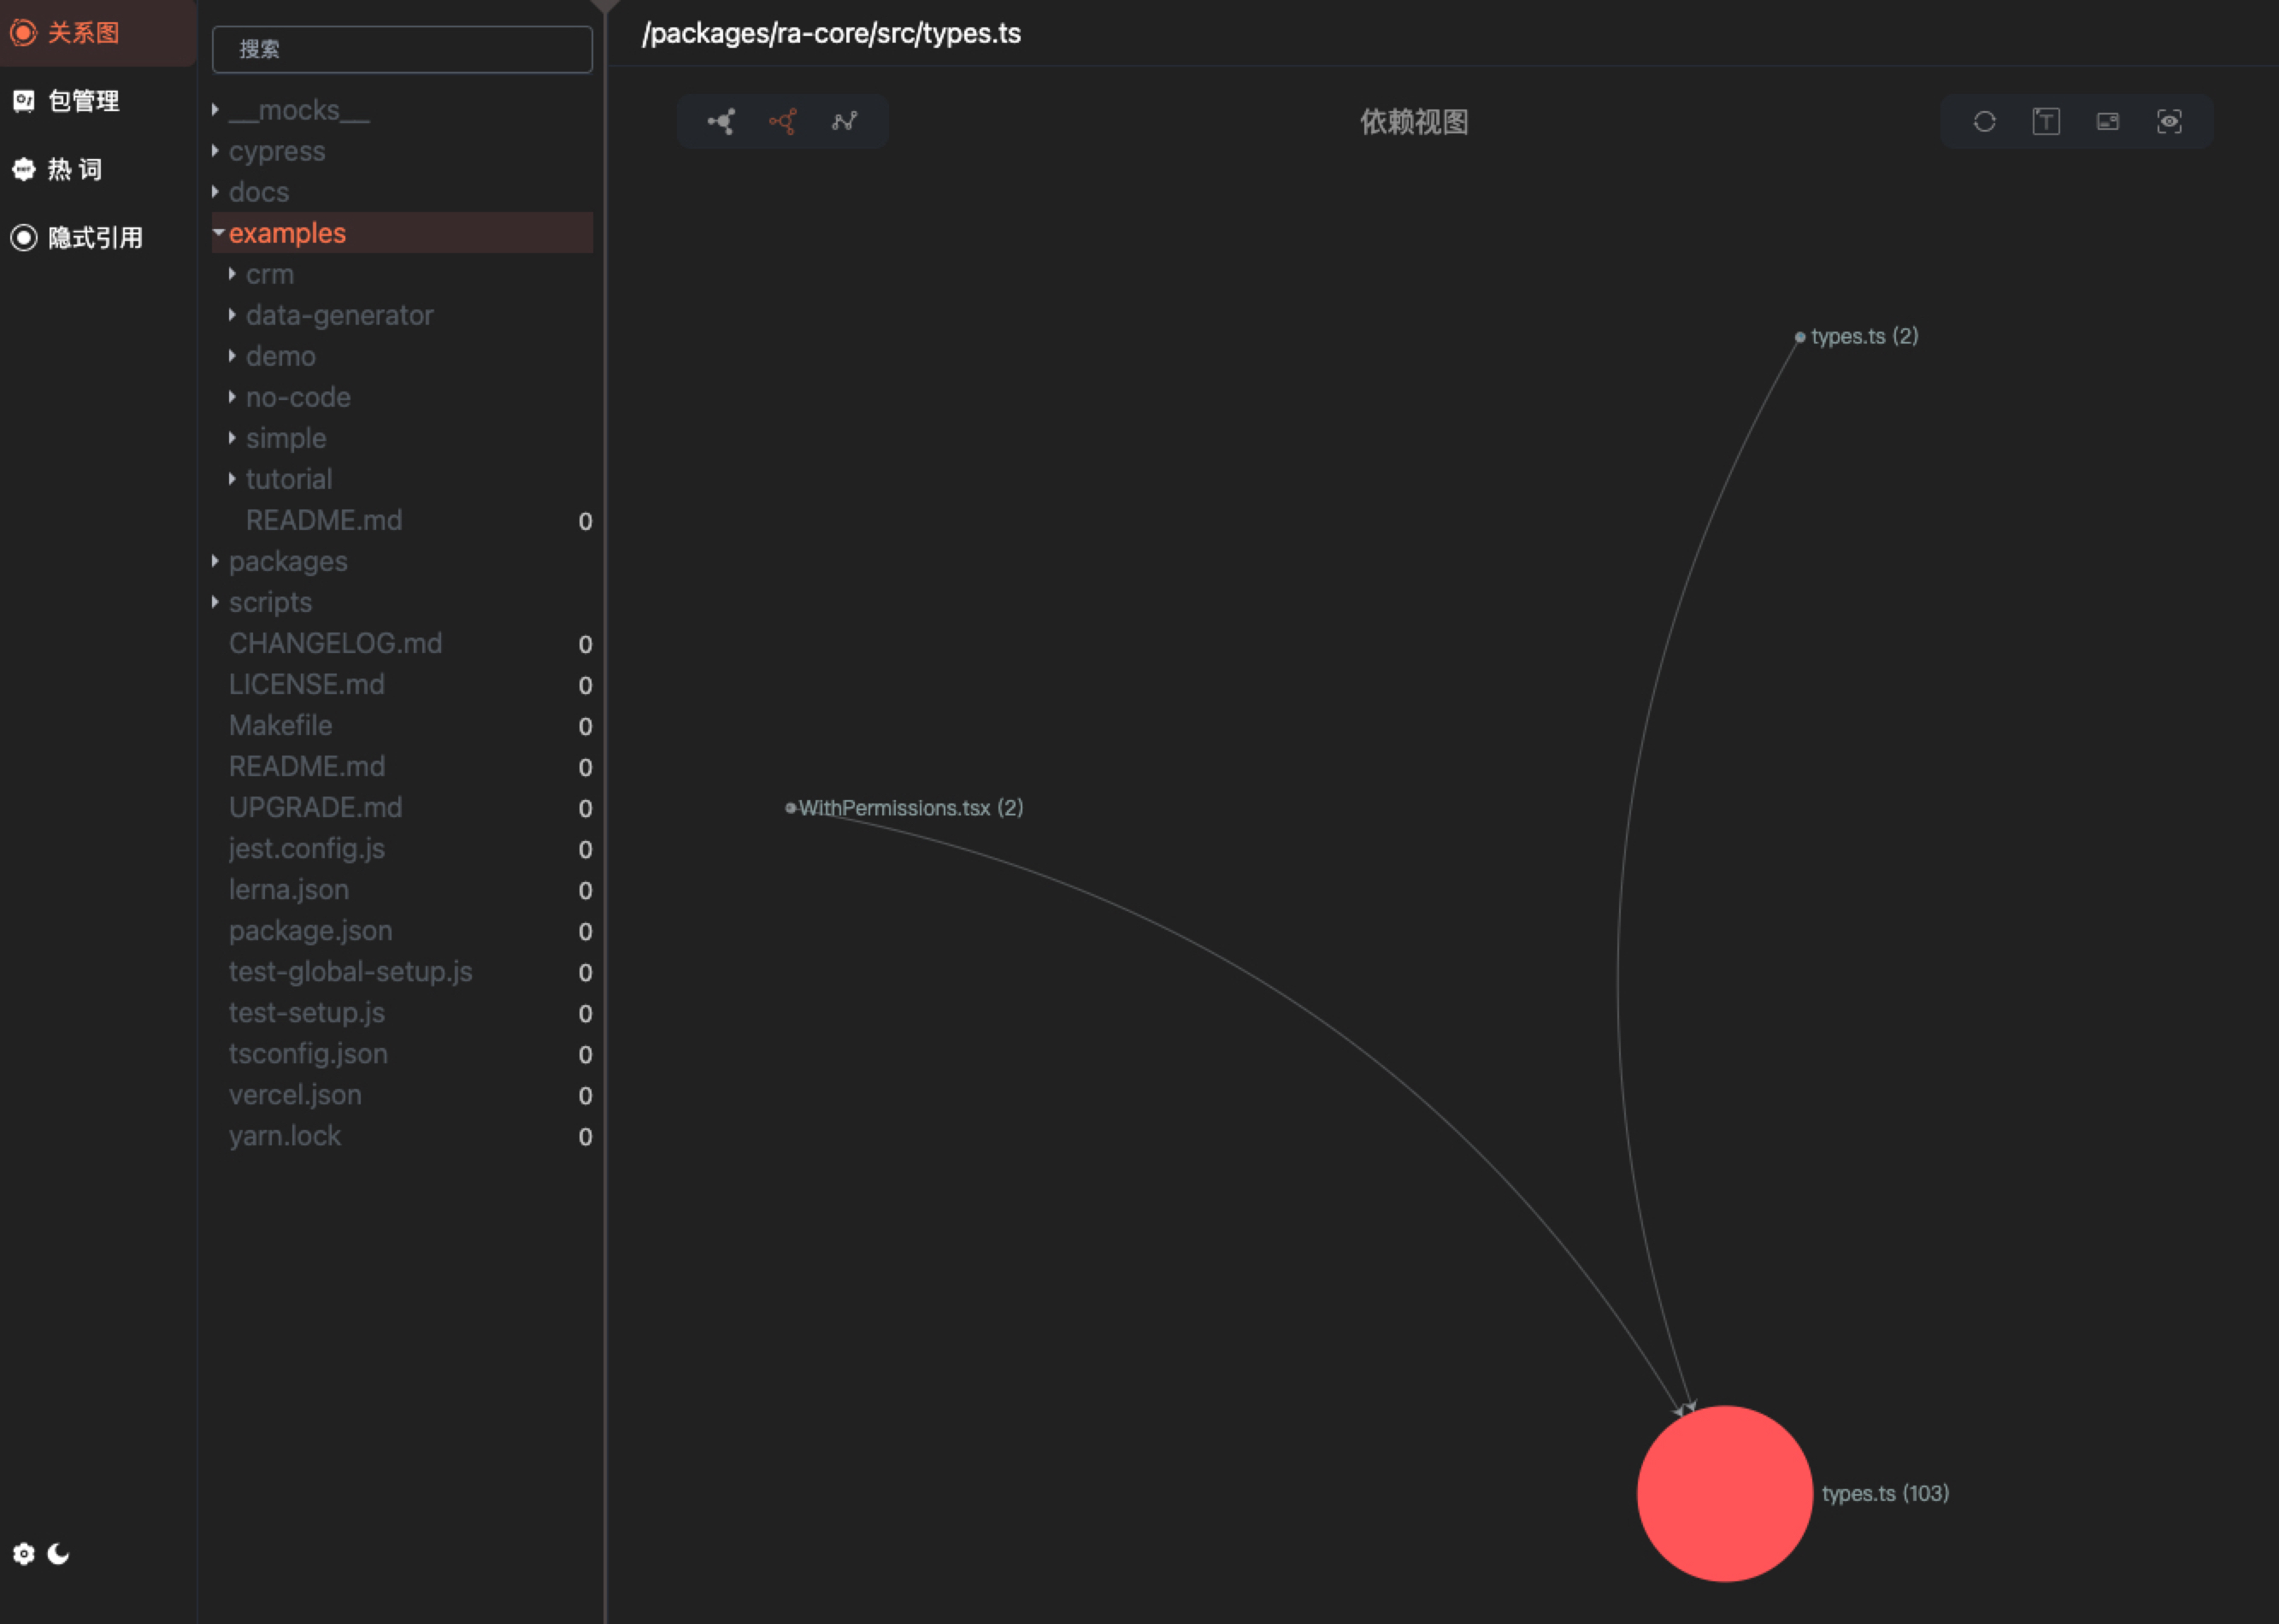 关系图
包管理
热 词
隐式引用
搜索
__mocks__
cypress
docs
examples
crm
data-generator
demo
no-code
simple
tutorial
README.md 0
packages
scripts
CHANGELOG.md 0
LICENSE.md 0
Makefile 0
README.md 0
UPGRADE.md 0
jest.config.js 0
lerna.json 0
package.json 0
test-global-setup.js 0
test-setup.js 0
tsconfig.json 0
vercel.json 0
yarn.lock 0
/packages/ra-core/src/types.ts
依赖视图
types.ts (2)
WithPermissions.tsx (2)
types.ts (103)